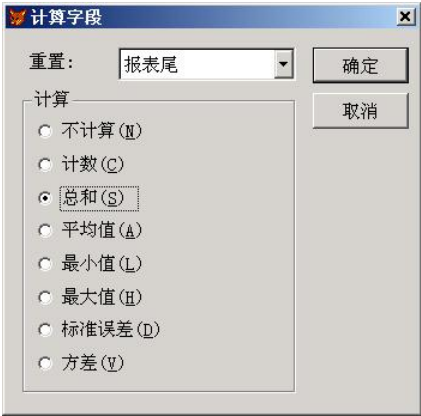 计算字段
重置: 报表尾 确定
计算 取消
不计算(N)
计数(C)
总和(S)
平均值(A)
最小值(L)
最大值(H)
标准误差(D)
方差(V)